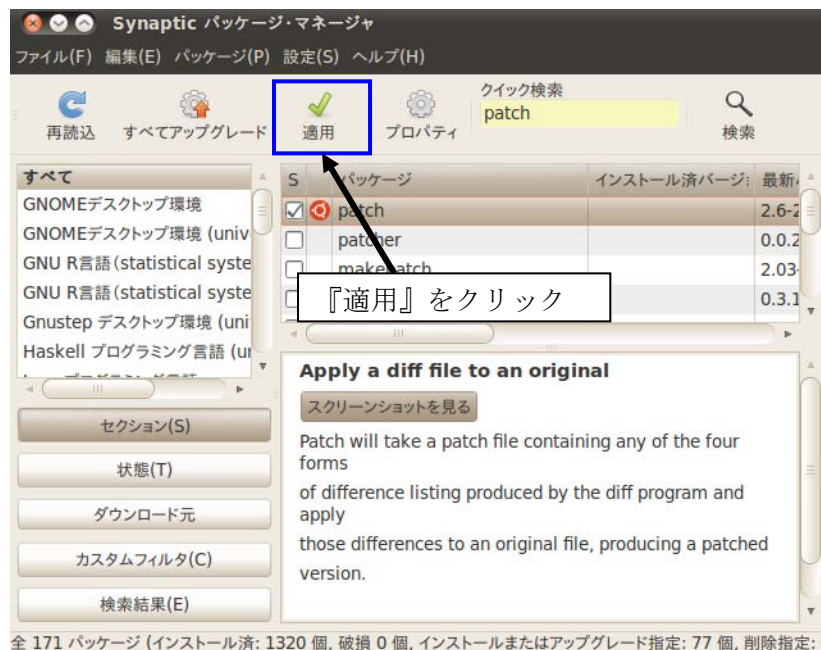 Synaptic パッケージ・マネージャ
ファイル(F) 編集(E) パッケージ(P) 設定(S) ヘルプ(H)
再読込 すべてアップグレード 適用 プロパティ
クイック検索
patch
検索
すべて
GNOMEデスクトップ環境
GNOMEデスクトップ環境 (univ
GNU R言語(statistical syste
GNU R言語(statistical syste
Gnustep デスクトップ環境 (uni
Haskell プログラミング言語 (ur
セクション(S)
状態(T)
ダウンロード元
カスタムフィルタ(C)
検索結果(E)
S パッケージ インストール済バージ 最新
patch 2.6-2
patcher 0.0.2
makepatch 2.03-
0.3.1
『適用』をクリック
Apply a diff file to an original
スクリーンショットを見る
Patch will take a patch file containing any of the four
forms
of difference listing produced by the diff program and
apply
those differences to an original file, producing a patched
version.
全 171 パッケージ (インストール済: 1320 個, 破損 0 個, インストールまたはアップグレード指定: 77 個, 削除指定: